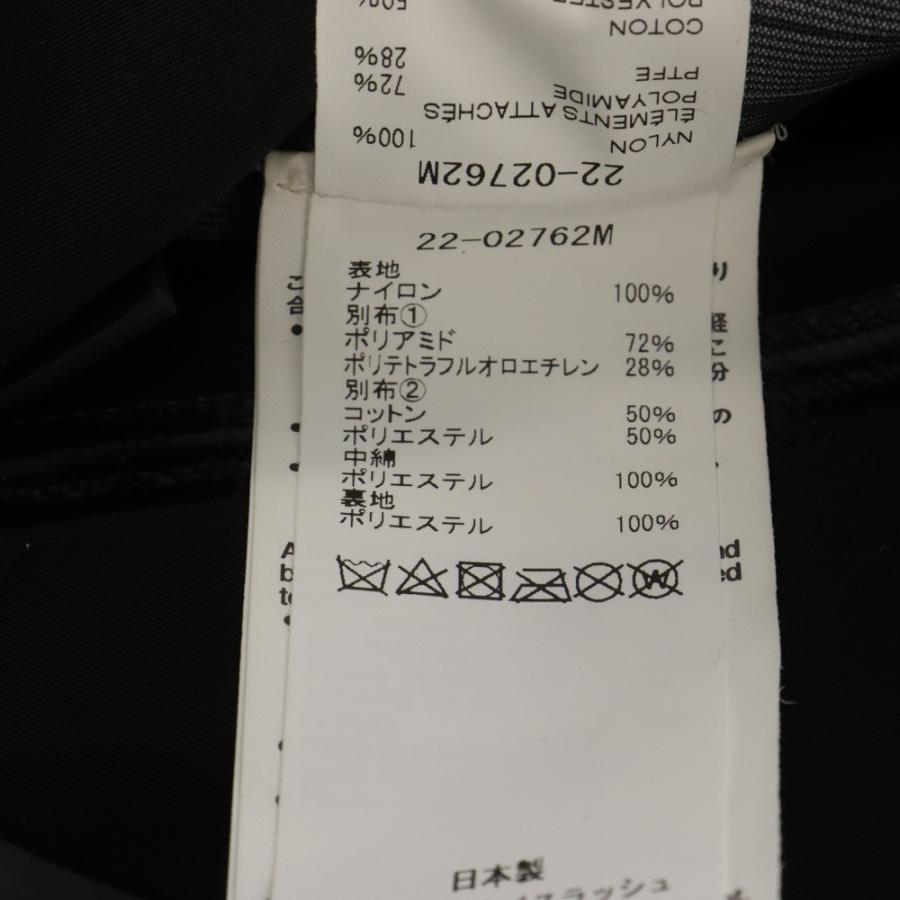 POLYESTER 50%
COTTON
28%
PTFE
72%
POLYAMIDE
ÉLÉMENTS ATTACHÉS
NYLON 100%
22-02762M
22-02762M
表地
ナイロン 100%
別布①
ポリアミド 72%
ポリテトラフルオロエチレン 28%
別布②
コットン 50%
ポリエステル 50%
中綿
ポリエステル 100%
裏地
ポリエステル 100%
W
日本製